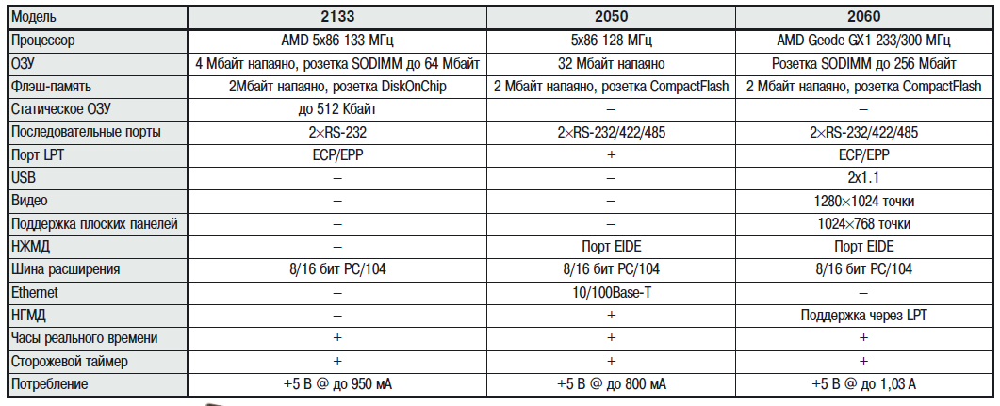 Модель 2133 2050 2060
Процессор AMD 5x86 133 МГц 5x86 128 МГц AMD Geode GX1 233/300 МГц
ОЗУ 4 Мбайт напаяно, розетка SODIMM до 64 Мбайт 32 Мбайт напаяно Розетка SODIMM до 256 Мбайт
Флэш-память 2Мбайт напаяно, розетка DiskOnChip 2 Мбайт напаяно, розетка CompactFlash 2 Мбайт напаяно, розетка CompactFlash
Статическое ОЗУ до 512 Кбайт – –
Последовательные порты 2×RS-232 2×RS-232/422/485 2×RS-232/422/485
Порт LPT ECP/EPP + ECP/EPP
USB – – 2x1.1
Видео – – 1280×1024 точки
Поддержка плоских панелей – – 1024×768 точки
НЖМД – Порт EIDE Порт EIDE
Шина расширения 8/16 бит PC/104 8/16 бит PC/104 8/16 бит PC/104
Ethernet – 10/100Base-T –
НГМД – + Поддержка через LPT
Часы реального времени + + +
Сторожевой таймер + + +
Потребление +5 В @ до 950 мА +5 В @ до 800 мА +5 В @ до 1,03 А